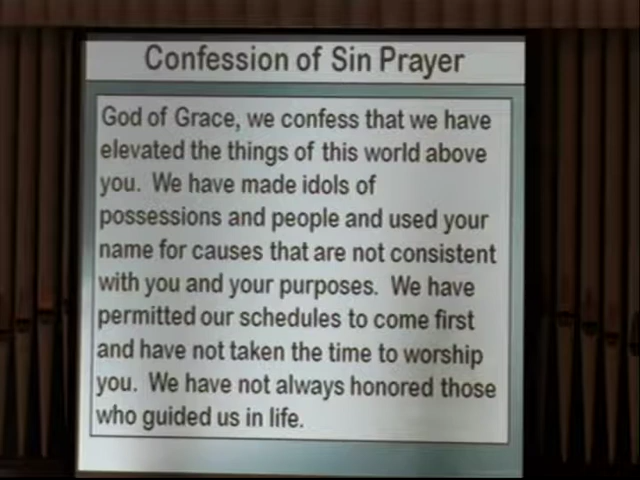 Confession of Sin Prayer
God of Grace, we confess that we have
elevated the things of this world above
you. We have made idols of
possessions and people and used your
name for causes that are not consistent
with you and your purposes. We have
permitted our schedules to come first
and have not taken the time to worship
you. We have not always honored those
who guided us in life.